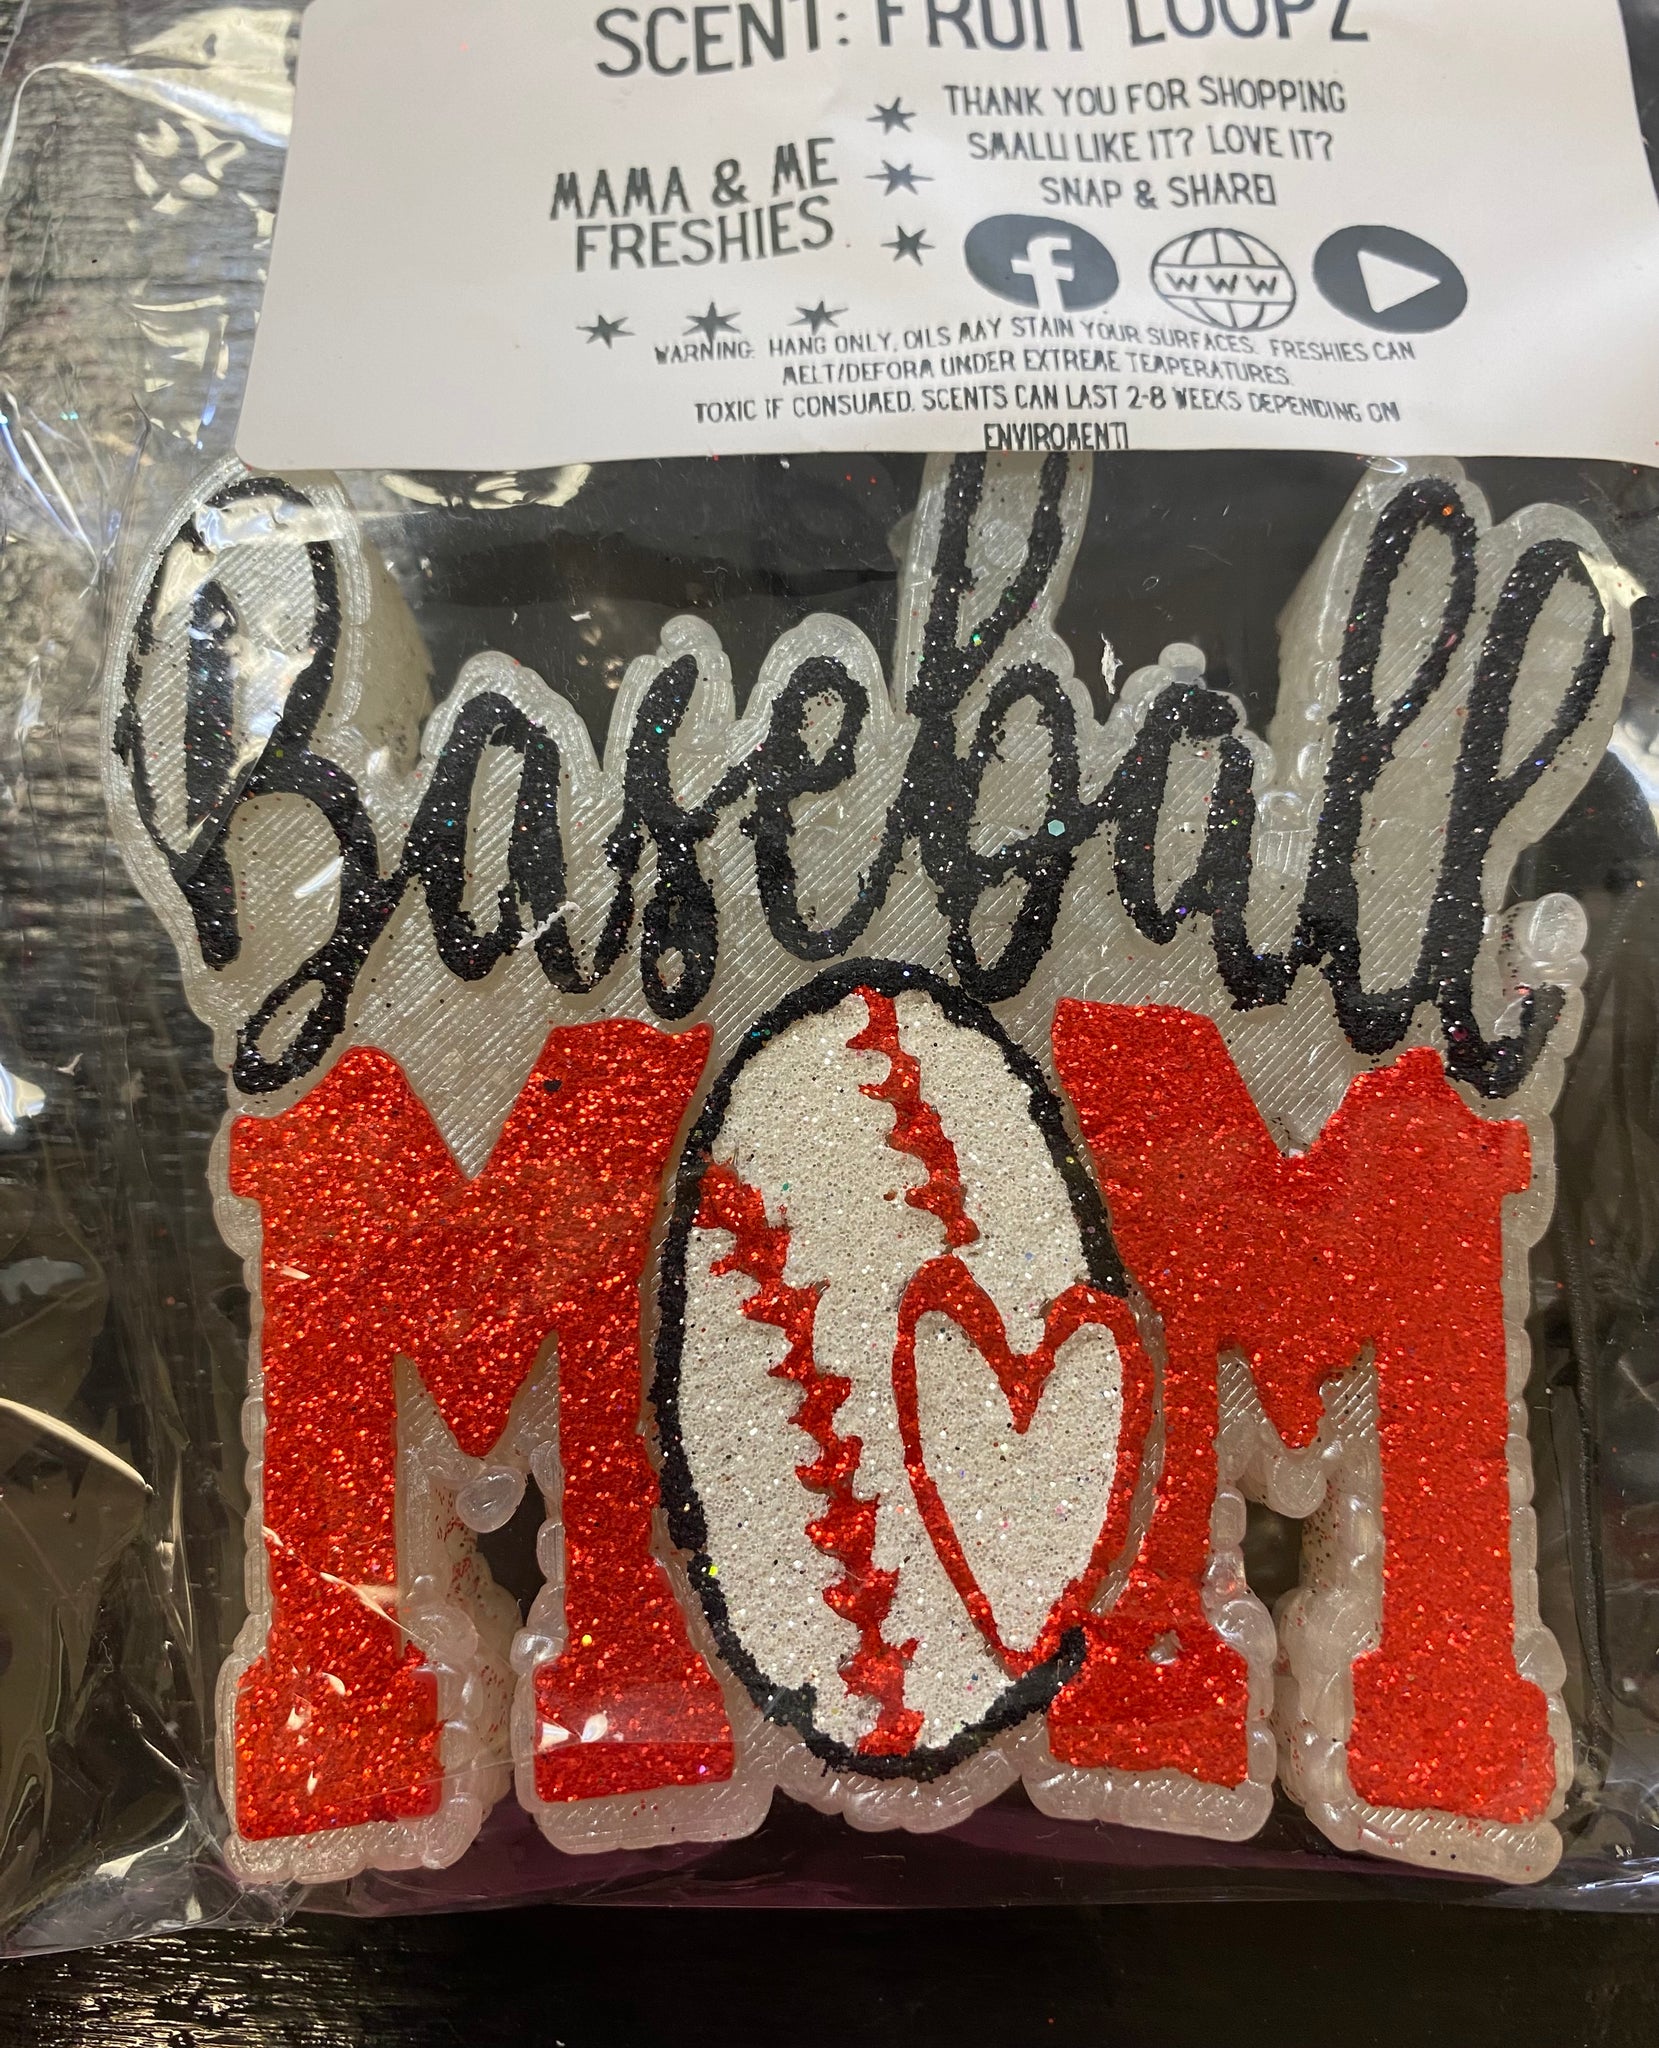 SCENT: FRUIT LOOPZ
MAMA & ME
FRESHIES
THANK YOU FOR SHOPPING
SMALL! LIKE IT? LOVE IT?
SNAP & SHARE!
f
WWW
WARNING: HANG ONLY, OILS MAY STAIN YOUR SURFACES. FRESHIES CAN
MELT/DEFORM UNDER EXTREME TEMPERATURES.
TOXIC IF CONSUMED. SCENTS CAN LAST 2-8 WEEKS DEPENDING ON
ENVIROMENT!
Baseball
MOM